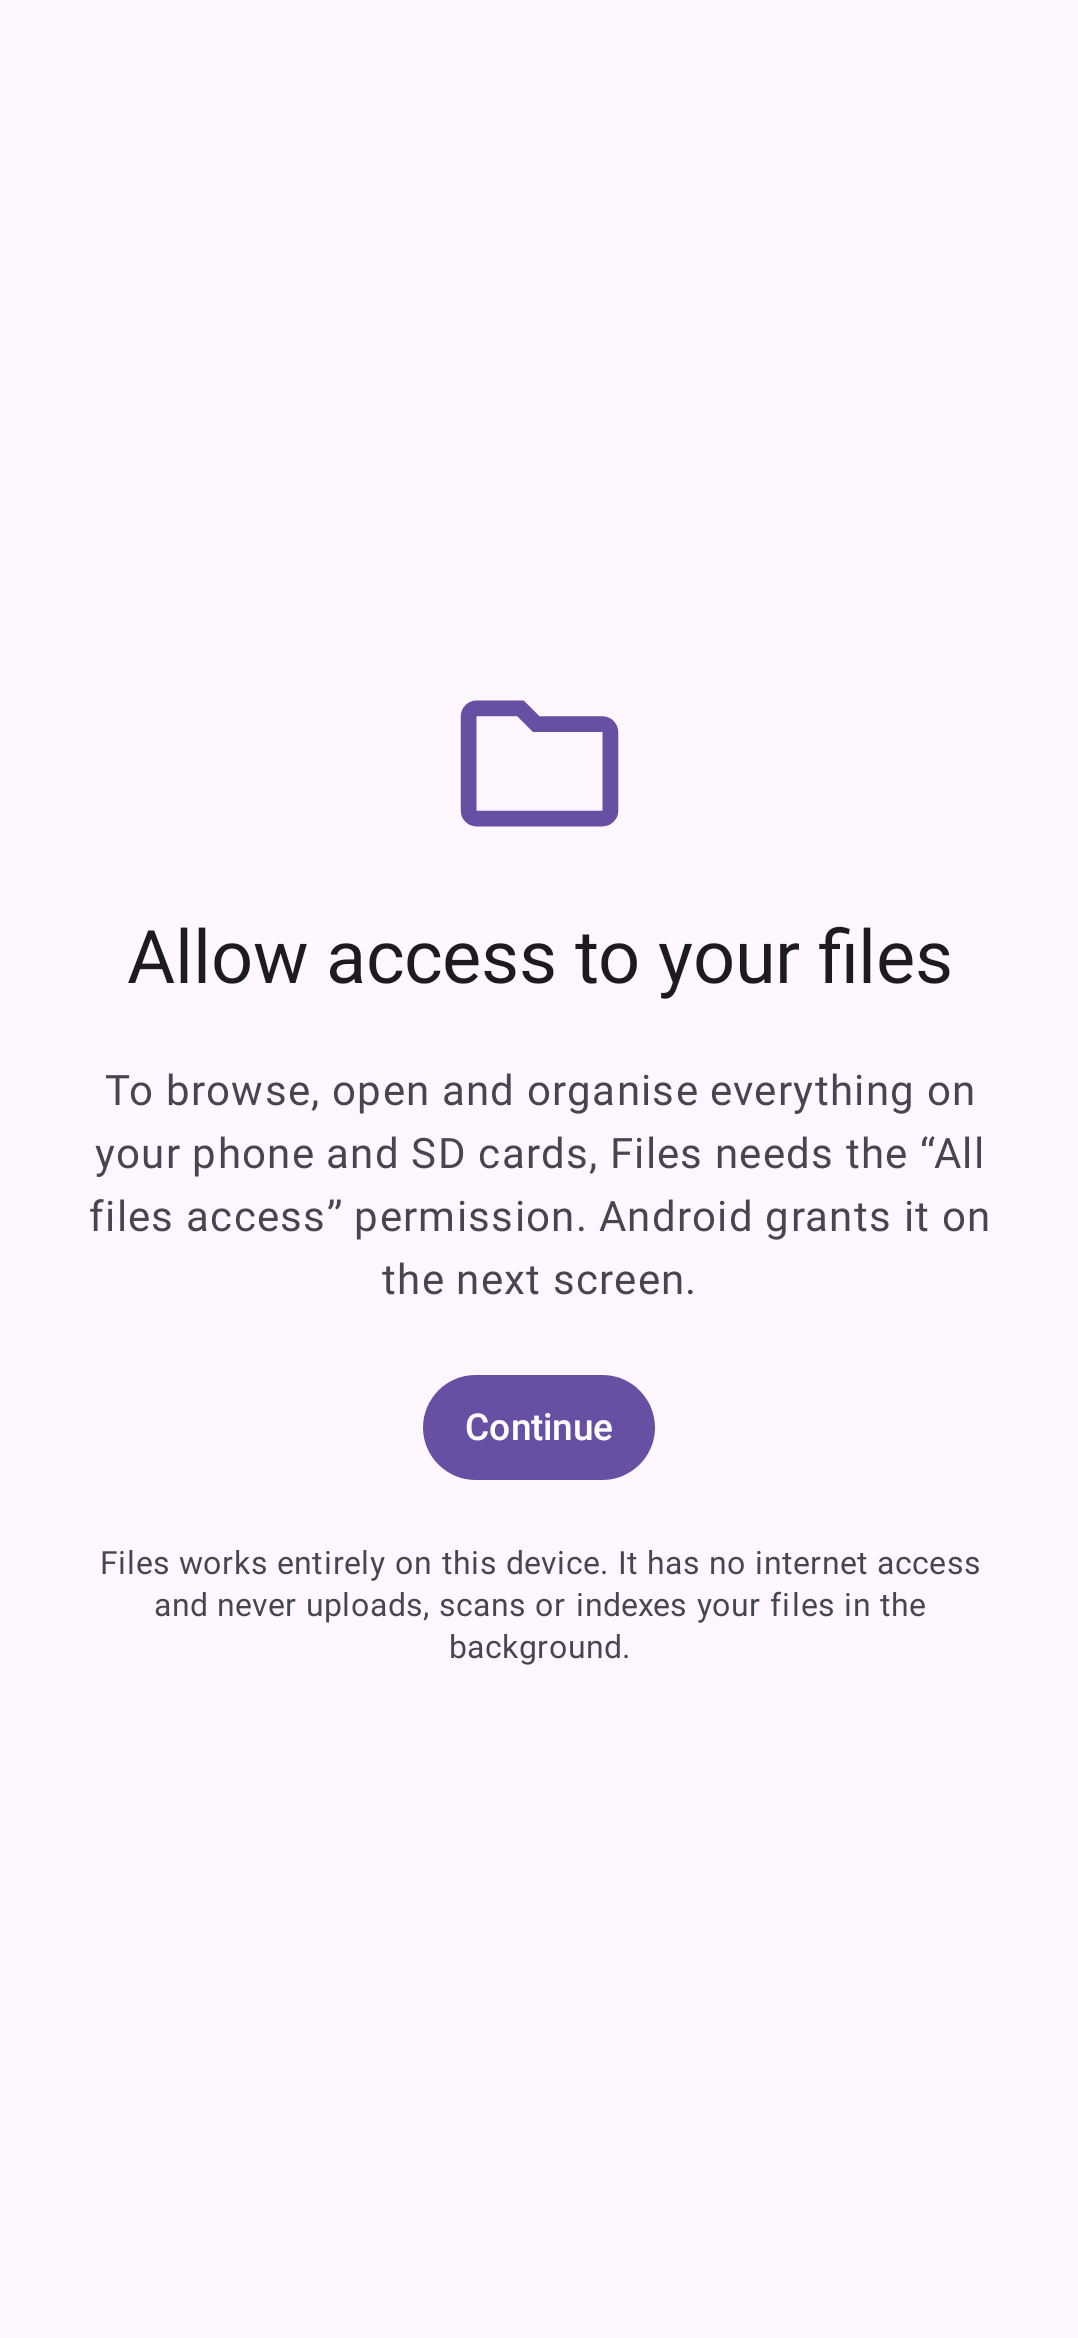 Allow access to your files
To browse, open and organise everything on
your phone and SD cards, Files needs the “All
files access” permission. Android grants it on
the next screen.
Continue
Files works entirely on this device. It has no internet access
and never uploads, scans or indexes your files in the
background.